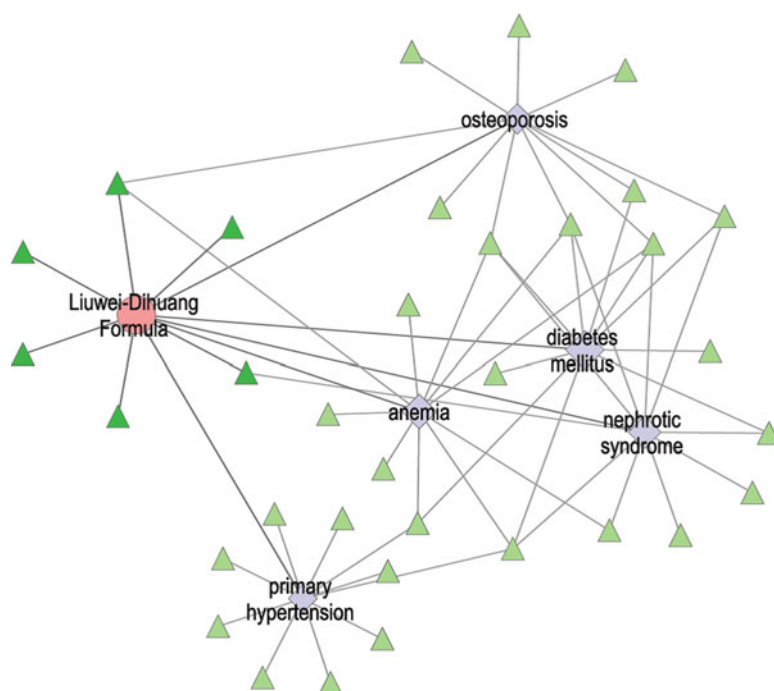 osteoporosis
Liuwei-Dihuang
Formula
diabetes
mellitus
anemia
nephrotic
syndrome
primary
hypertension